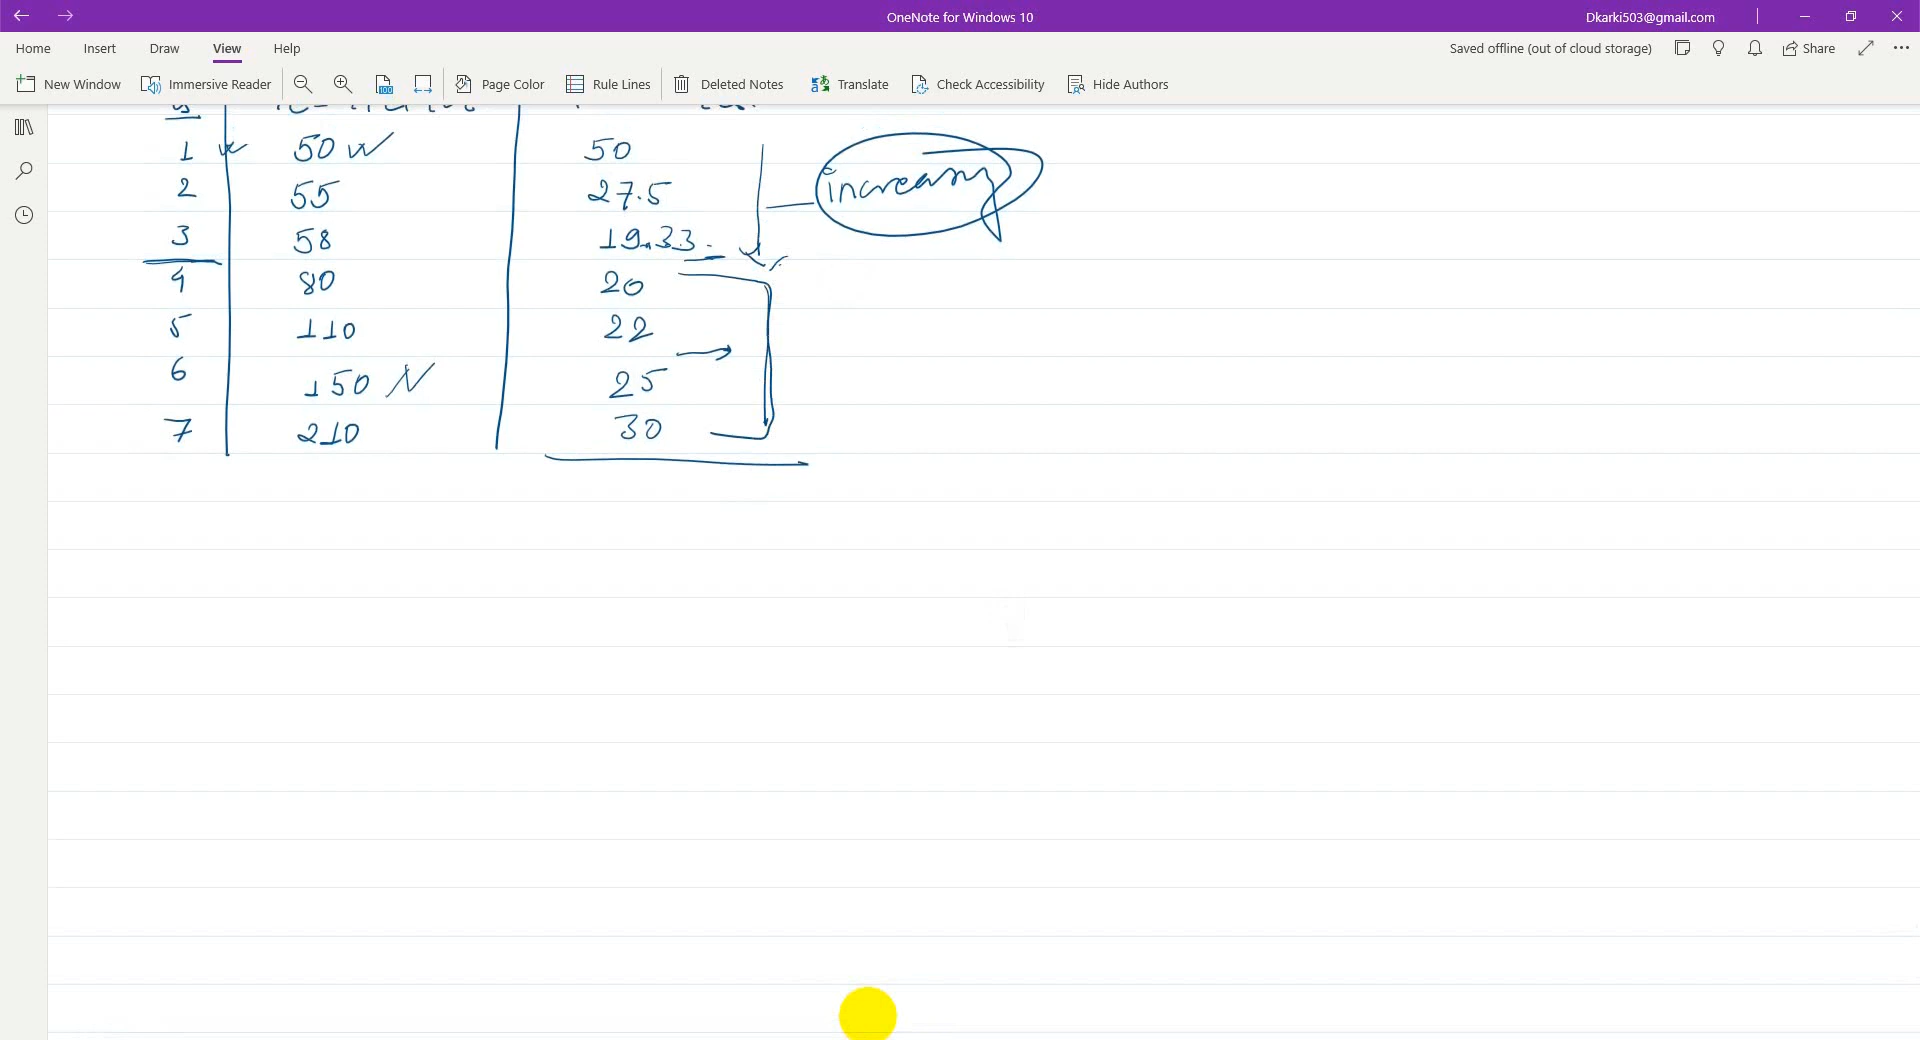 OneNote for Windows 10
Dkarki503@gmail.com
Home Insert Draw View Help
Saved offline (out of cloud storage)
Share
New Window Immersive Reader 100 Page Color Rule Lines Deleted Notes Translate Check Accessibility Hide Authors
1 50 50
2 55 27.5
increasing
3 58 19.33
4 80 20
5 110 22
6 150 25
7 210 30